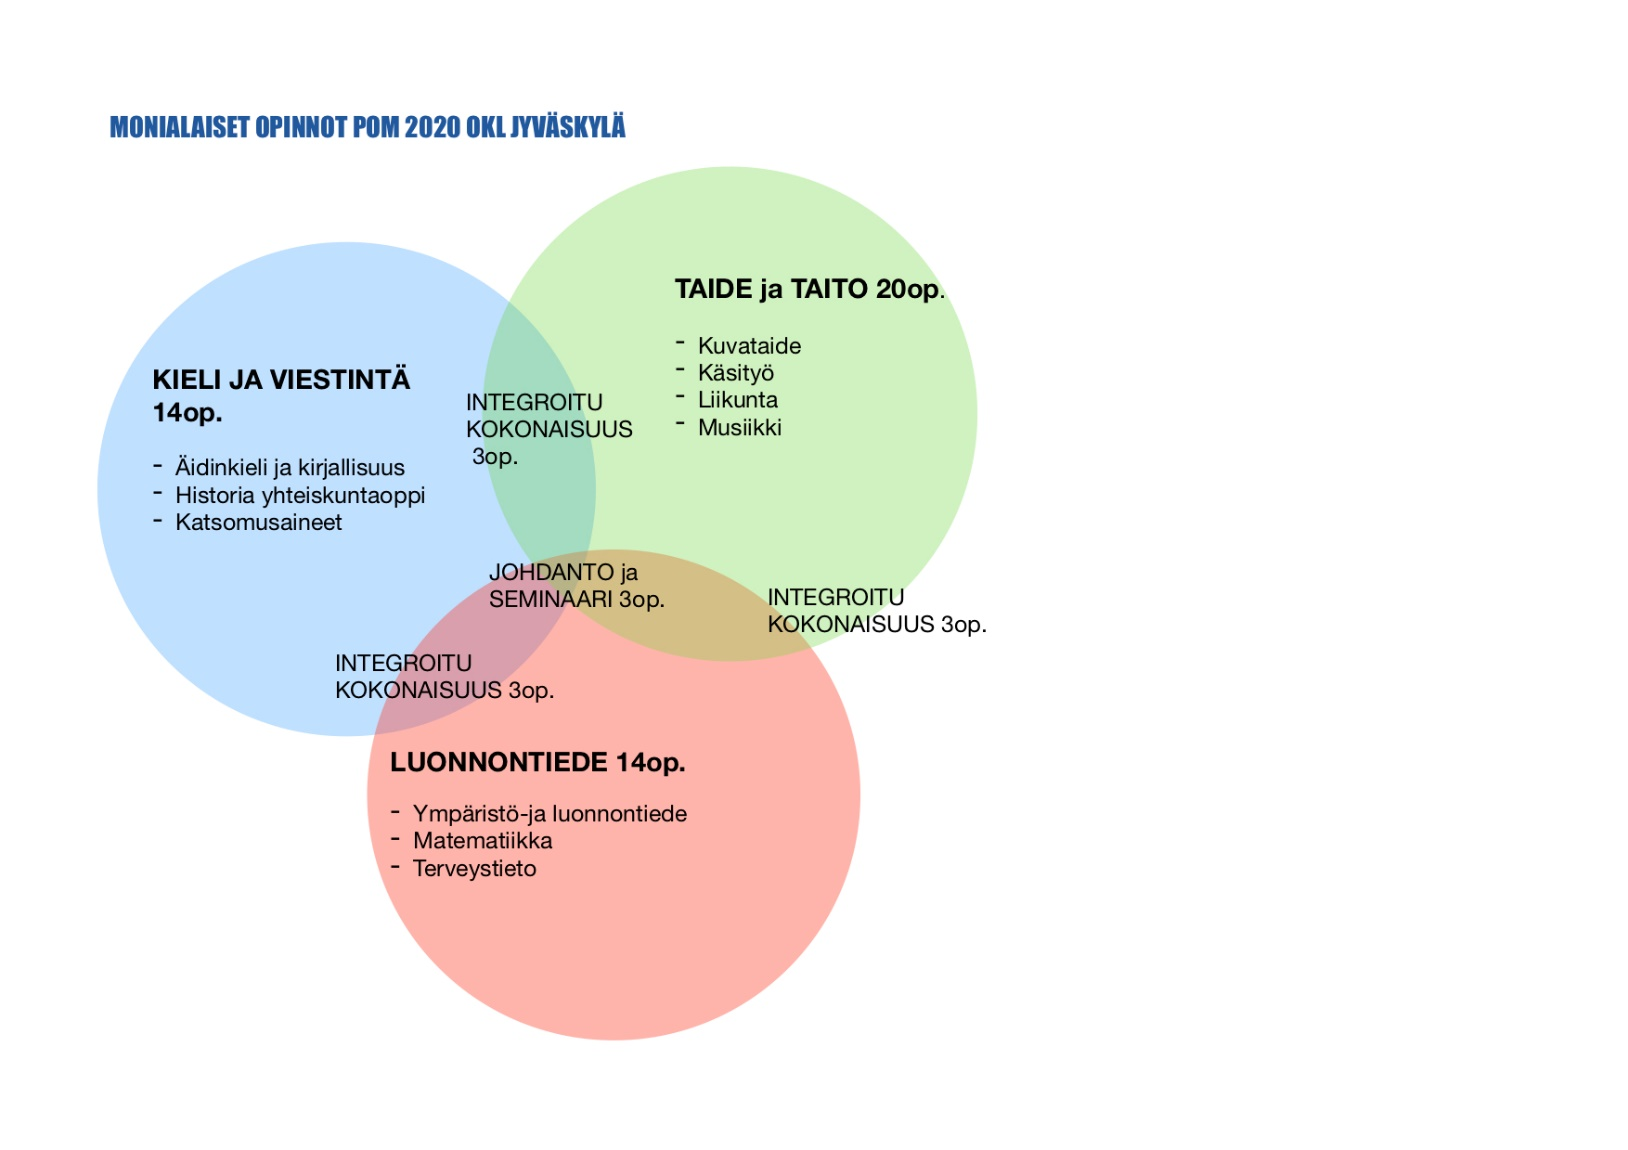 MONIALAISET OPINNOT POM 2020 OKL JYVÄSKYLÄ
TAIDE ja TAITO 20op.
- Kuvataide
- Käsityö
- Liikunta
- Musiikki
KIELI JA VIESTINTÄ
14op.
- Äidinkieli ja kirjallisuus
- Historia yhteiskuntaoppi
- Katsomusaineet
INTEGROITU
KOKONAISUUS
3op.
JOHDANTO ja
SEMINAARI 3op.
INTEGROITU
KOKONAISUUS 3op.
INTEGROITU
KOKONAISUUS 3op.
LUONNONTIEDE 14op.
- Ympäristö-ja luonnontiede
- Matematiikka
- Terveystieto